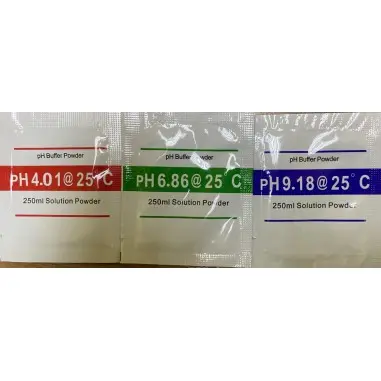 pH Buffer Powder
PH 4.01@ 25°C
250ml Solution Powder
pH Buffer Powder
PH 6.86@ 25°C
250ml Solution Powder
pH Buffer Powder
PH 9.18@ 25°C
250ml Solution Powder